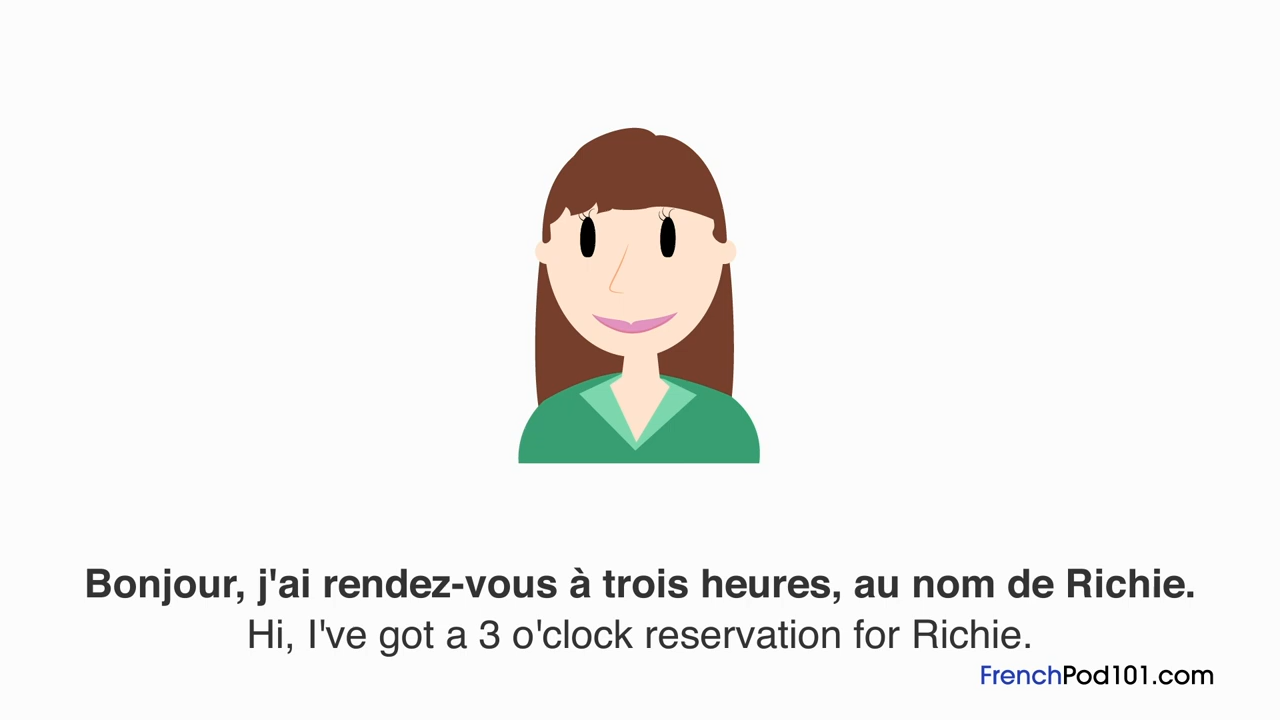 Bonjour, j'ai rendez-vous à trois heures, au nom de Richie.
Hi, I've got a 3 o'clock reservation for Richie.
FrenchPod101.com